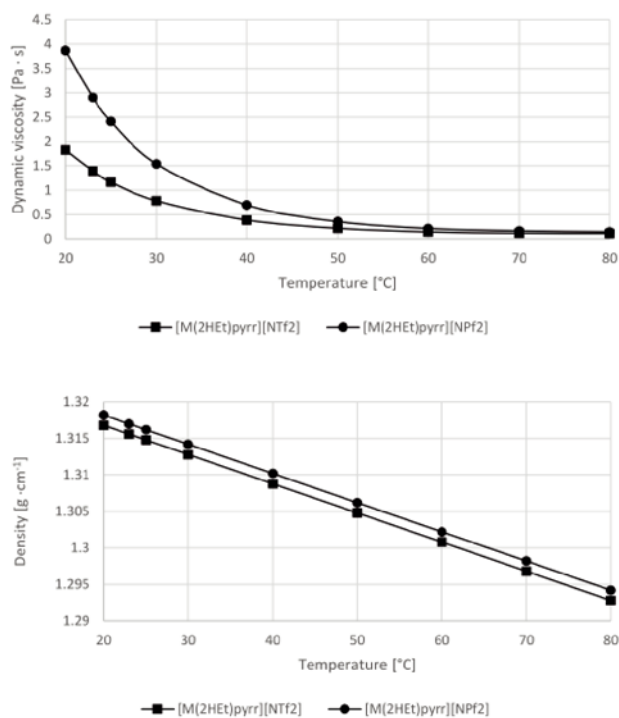 Dynamic viscosity [Pa · s]
4.5
4
3.5
3
2.5
2
1.5
1
0.5
0
20 30 40 50 60 70 80
Temperature [°C]
[M(2HEt)pyrr][NTf2] [M(2HEt)pyrr][NPf2]
Density [g ·cm-1]
1.32
1.315
1.31
1.305
1.3
1.295
1.29
20 30 40 50 60 70 80
Temperature [°C]
[M(2HEt)pyrr][NTf2] [M(2HEt)pyrr][NPf2]